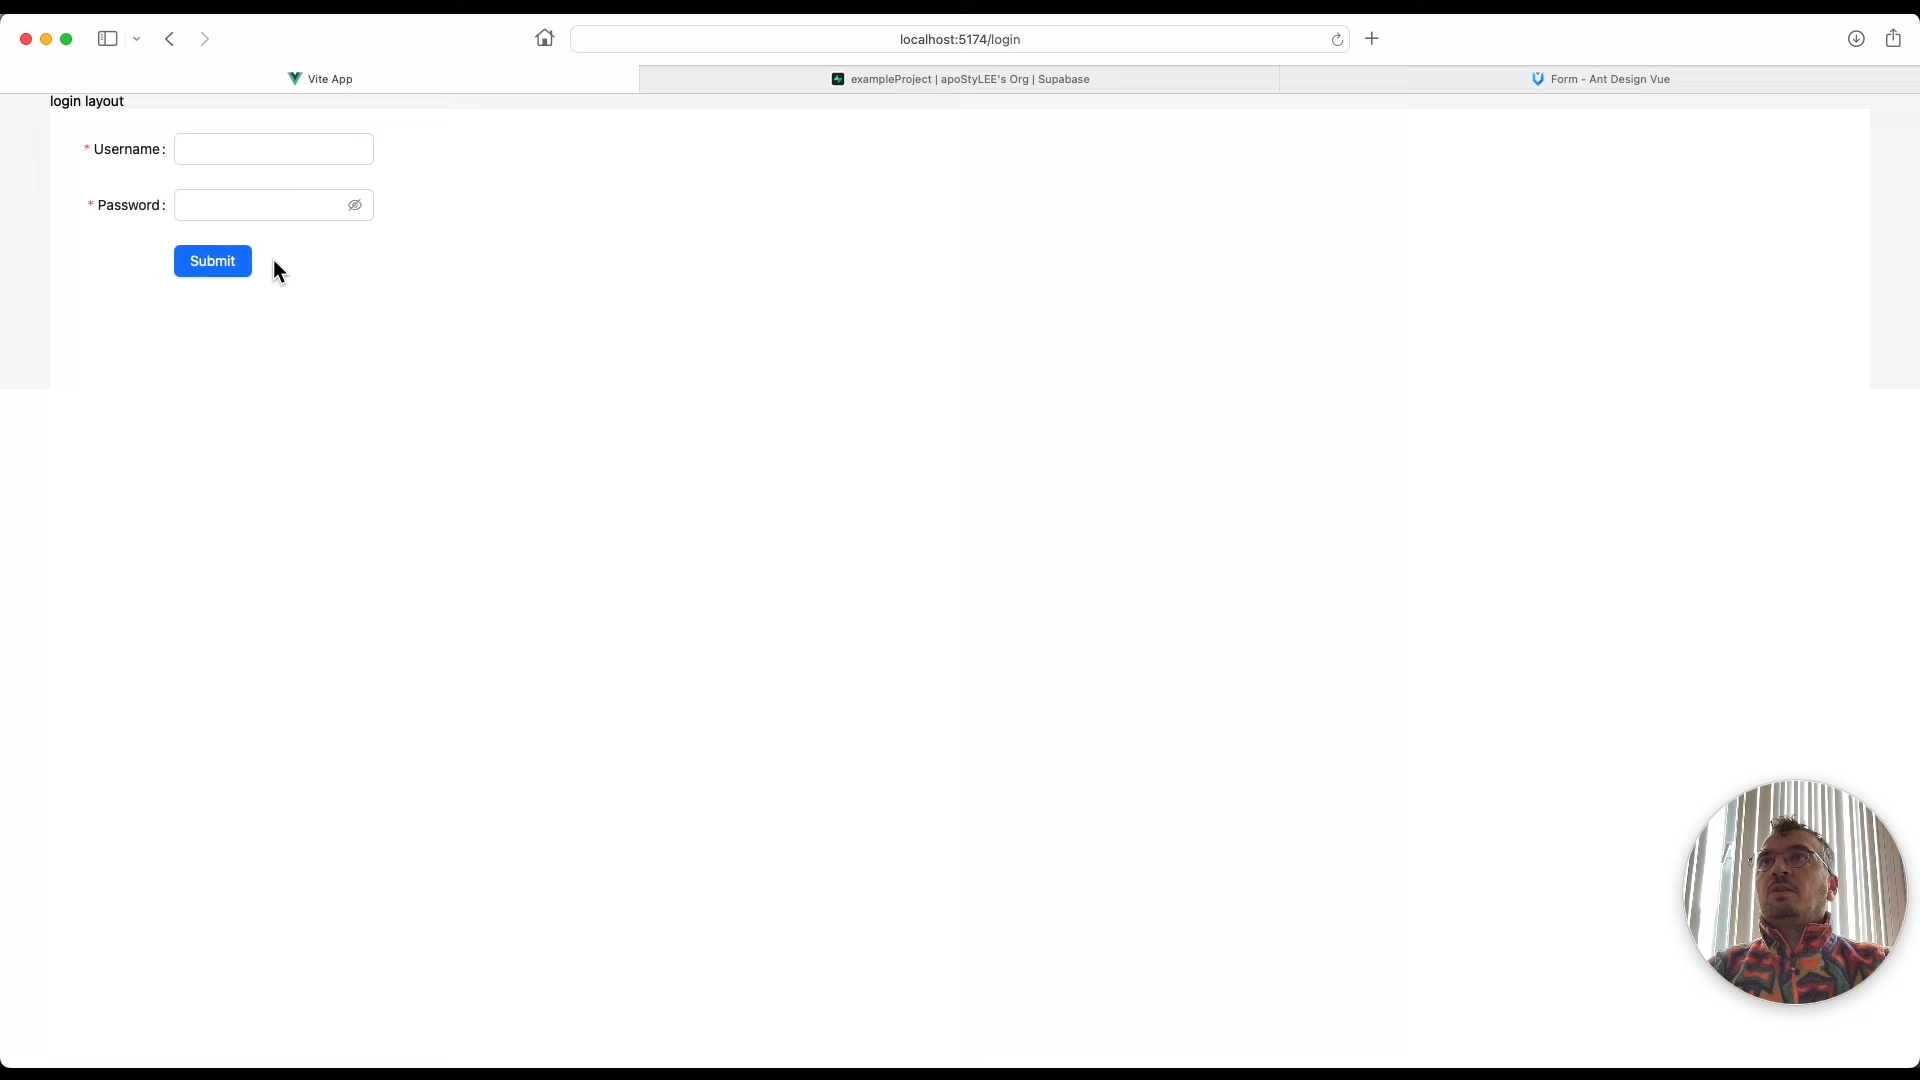 localhost:5174/login
Vite App
exampleProject | apoStyLEE's Org | Supabase
Form - Ant Design Vue
login layout
* Username:
* Password:
Submit